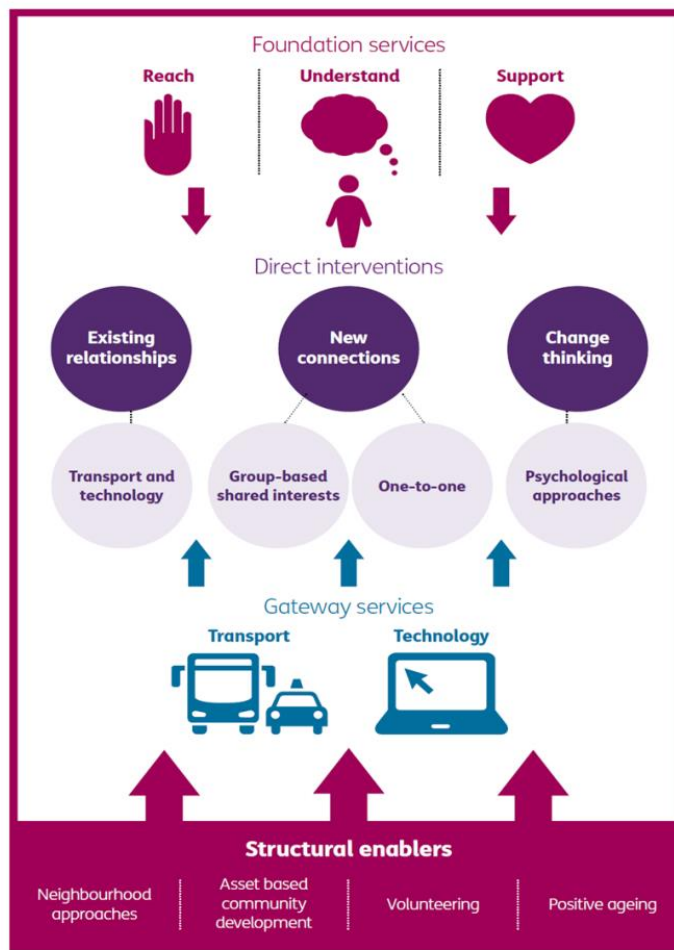 Foundation services
Reach
Understand
Support
Direct interventions
Existing
relationships
New
connections
Change
thinking
Transport and
technology
Group-based
shared interests
One-to-one
Psychological
approaches
Gateway services
Transport
Technology
Structural enablers
Neighbourhood
approaches
Asset based
community
development
Volunteering
Positive ageing